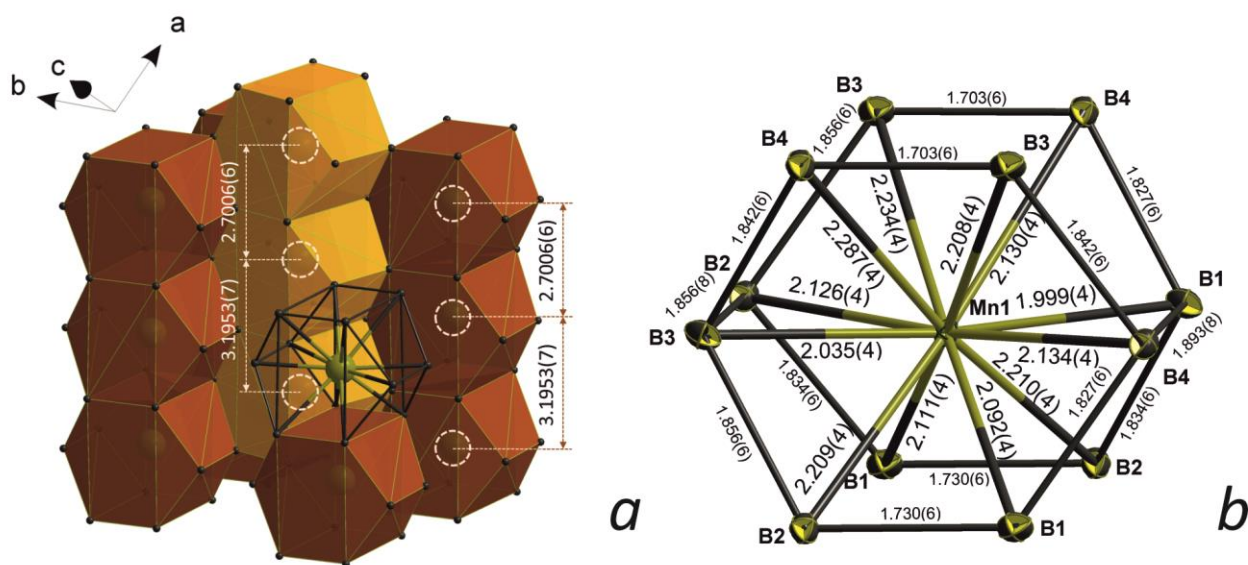 a
c
b
2.7006(6)
3.1953(7)
2.7006(6)
3.1953(7)
a
B3
1.703(6)
B4
1.856(6)
B4
B3
1.703(6)
1.842(6)
2.234(4)
2.208(4)
1.827(6)
2.287(4)
2.130(4)
1.842(6)
B2
1.856(8)
2.126(4)
Mn1
1.999(4)
B1
1.893(8)
B3
2.035(4)
2.134(4)
B4
1.834(6)
2.111(4)
2.210(4)
1.827(6)
1.834(6)
1.856(6)
2.209(4)
2.092(4)
B1
1.730(6)
B2
B2
1.730(6)
B1
b